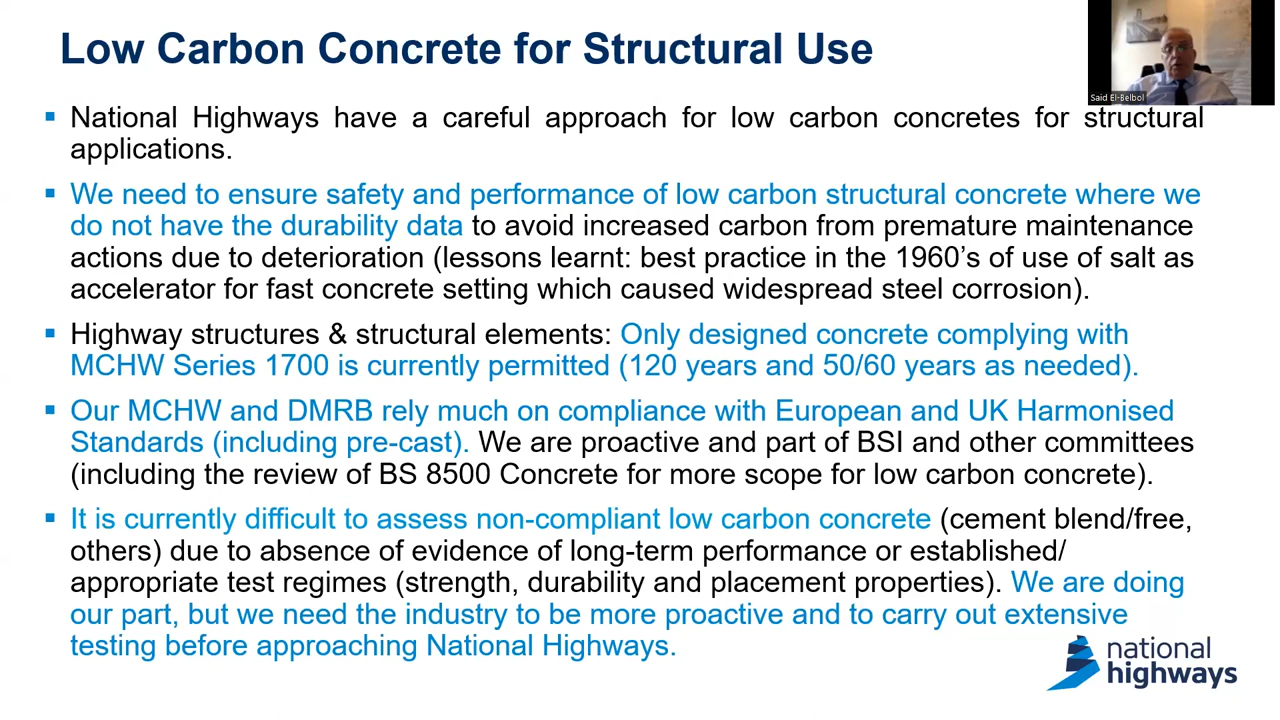 Low Carbon Concrete for Structural Use
Said El-Belbol
▪ National Highways have a careful approach for low carbon concretes for structural
applications.
▪ We need to ensure safety and performance of low carbon structural concrete where we
do not have the durability data to avoid increased carbon from premature maintenance
actions due to deterioration (lessons learnt: best practice in the 1960’s of use of salt as
accelerator for fast concrete setting which caused widespread steel corrosion).
▪ Highway structures & structural elements: Only designed concrete complying with
MCHW Series 1700 is currently permitted (120 years and 50/60 years as needed).
▪ Our MCHW and DMRB rely much on compliance with European and UK Harmonised
Standards (including pre-cast). We are proactive and part of BSI and other committees
(including the review of BS 8500 Concrete for more scope for low carbon concrete).
▪ It is currently difficult to assess non-compliant low carbon concrete (cement blend/free,
others) due to absence of evidence of long-term performance or established/
appropriate test regimes (strength, durability and placement properties). We are doing
our part, but we need the industry to be more proactive and to carry out extensive
testing before approaching National Highways.
national
highways